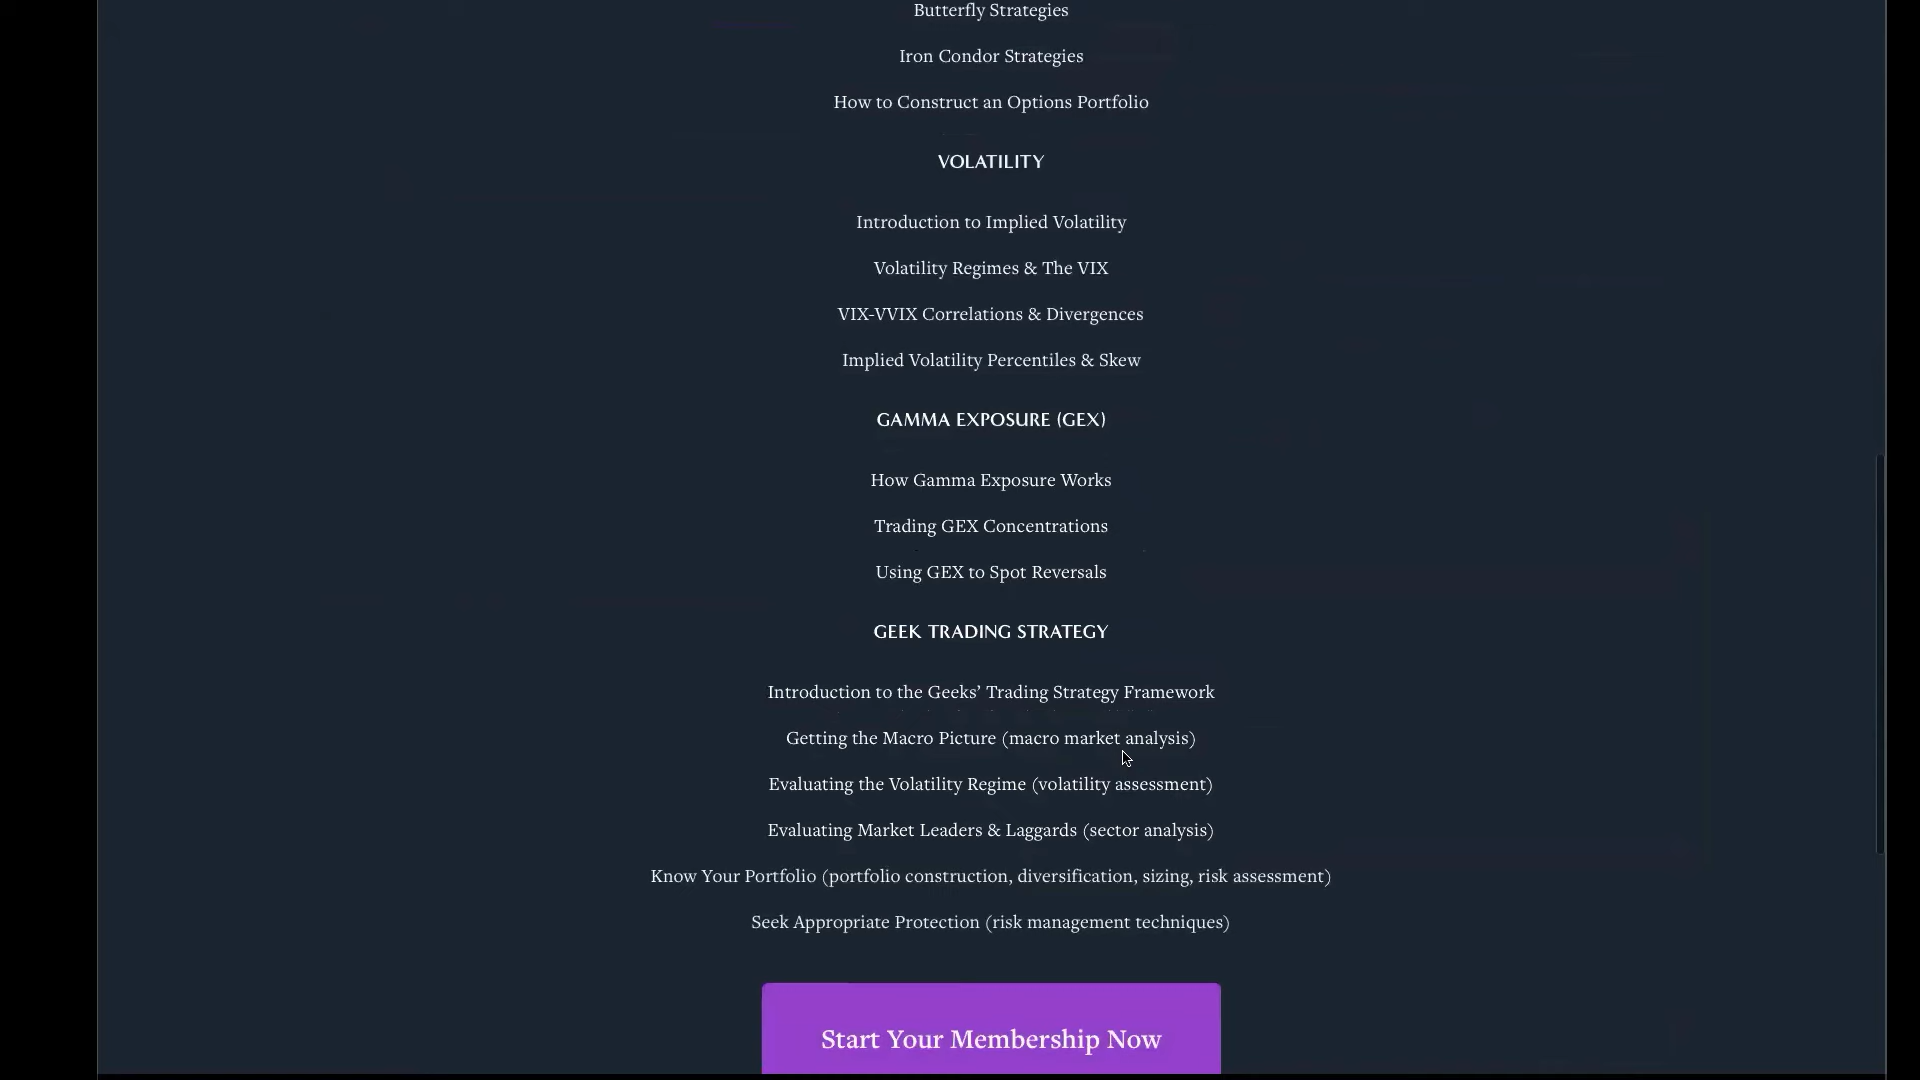 Butterfly Strategies
Iron Condor Strategies
How to Construct an Options Portfolio
VOLATILITY
Introduction to Implied Volatility
Volatility Regimes & The VIX
VIX-VVIX Correlations & Divergences
Implied Volatility Percentiles & Skew
GAMMA EXPOSURE (GEX)
How Gamma Exposure Works
Trading GEX Concentrations
Using GEX to Spot Reversals
GEEK TRADING STRATEGY
Introduction to the Geeks’ Trading Strategy Framework
Getting the Macro Picture (macro market analysis)
Evaluating the Volatility Regime (volatility assessment)
Evaluating Market Leaders & Laggards (sector analysis)
Know Your Portfolio (portfolio construction, diversification, sizing, risk assessment)
Seek Appropriate Protection (risk management techniques)
Start Your Membership Now